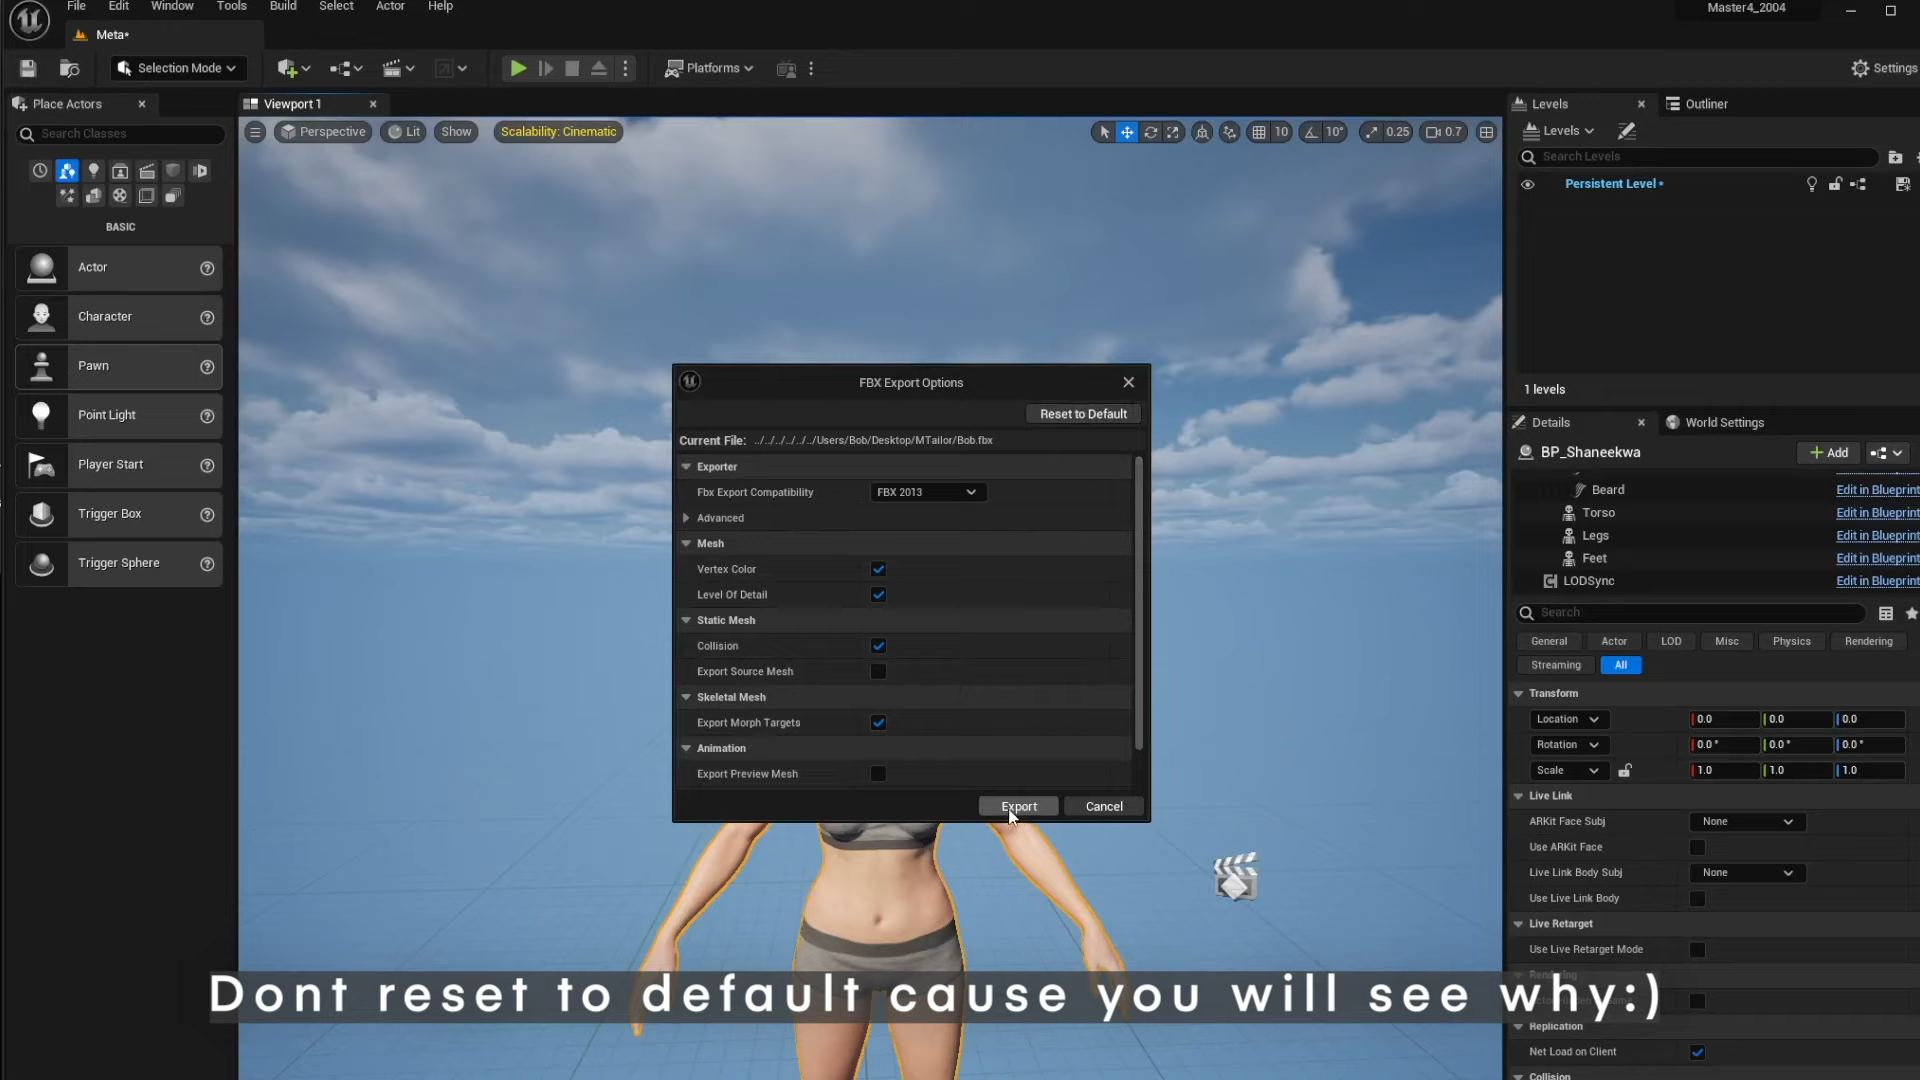 File Edit Window Tools Build Select Actor Help
Master4_2004
Meta*
Selection Mode
Platforms
Settings
Place Actors
Search Classes
BASIC
Actor
Character
Pawn
Point Light
Player Start
Trigger Box
Trigger Sphere
Viewport 1
Perspective Lit Show Scalability: Cinematic
10 10° 0.25 0.7
FBX Export Options
Reset to Default
Current File: ../../../../../../Users/Bob/Desktop/MTailor/Bob.fbx
Exporter
Fbx Export Compatibility FBX 2013
Advanced
Mesh
Vertex Color
Level Of Detail
Static Mesh
Collision
Export Source Mesh
Skeletal Mesh
Export Morph Targets
Animation
Export Preview Mesh
Export Cancel
Levels Outliner
Levels
Search Levels
Persistent Level •
1 levels
Details World Settings
BP_Shaneekwa Add
Beard Edit in Blueprint
Torso Edit in Blueprint
Legs Edit in Blueprint
Feet Edit in Blueprint
LODSync Edit in Blueprint
Search
General Actor LOD Misc Physics Rendering
Streaming All
Transform
Location 0.0 0.0 0.0
Rotation 0.0 ° 0.0 ° 0.0 °
Scale 1.0 1.0 1.0
Live Link
ARKit Face Subj None
Use ARKit Face
Live Link Body Subj None
Use Live Link Body
Live Retarget
Use Live Retarget Mode
Rendering
Replication
Net Load on Client
Collision
Dont reset to default cause you will see why:)